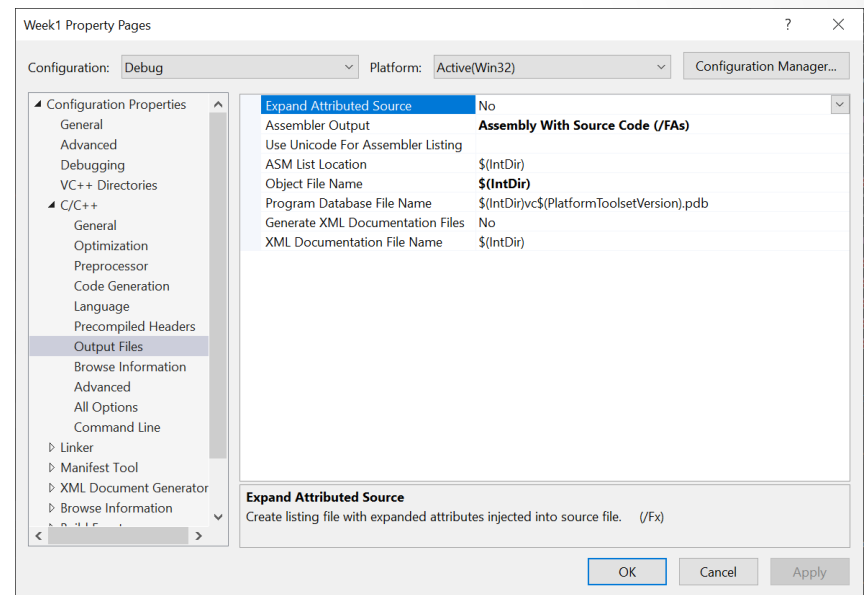 Week1 Property Pages ?
Configuration: Debug Platform: Active(Win32) Configuration Manager...
Configuration Properties
General
Advanced
Debugging
VC++ Directories
C/C++
General
Optimization
Preprocessor
Code Generation
Language
Precompiled Headers
Output Files
Browse Information
Advanced
All Options
Command Line
Linker
Manifest Tool
XML Document Generator
Browse Information
Expand Attributed Source No
Assembler Output Assembly With Source Code (/FAs)
Use Unicode For Assembler Listing
ASM List Location $(IntDir)
Object File Name $(IntDir)
Program Database File Name $(IntDir)vc$(PlatformToolsetVersion).pdb
Generate XML Documentation Files No
XML Documentation File Name $(IntDir)
Expand Attributed Source
Create listing file with expanded attributes injected into source file. (/Fx)
OK Cancel Apply